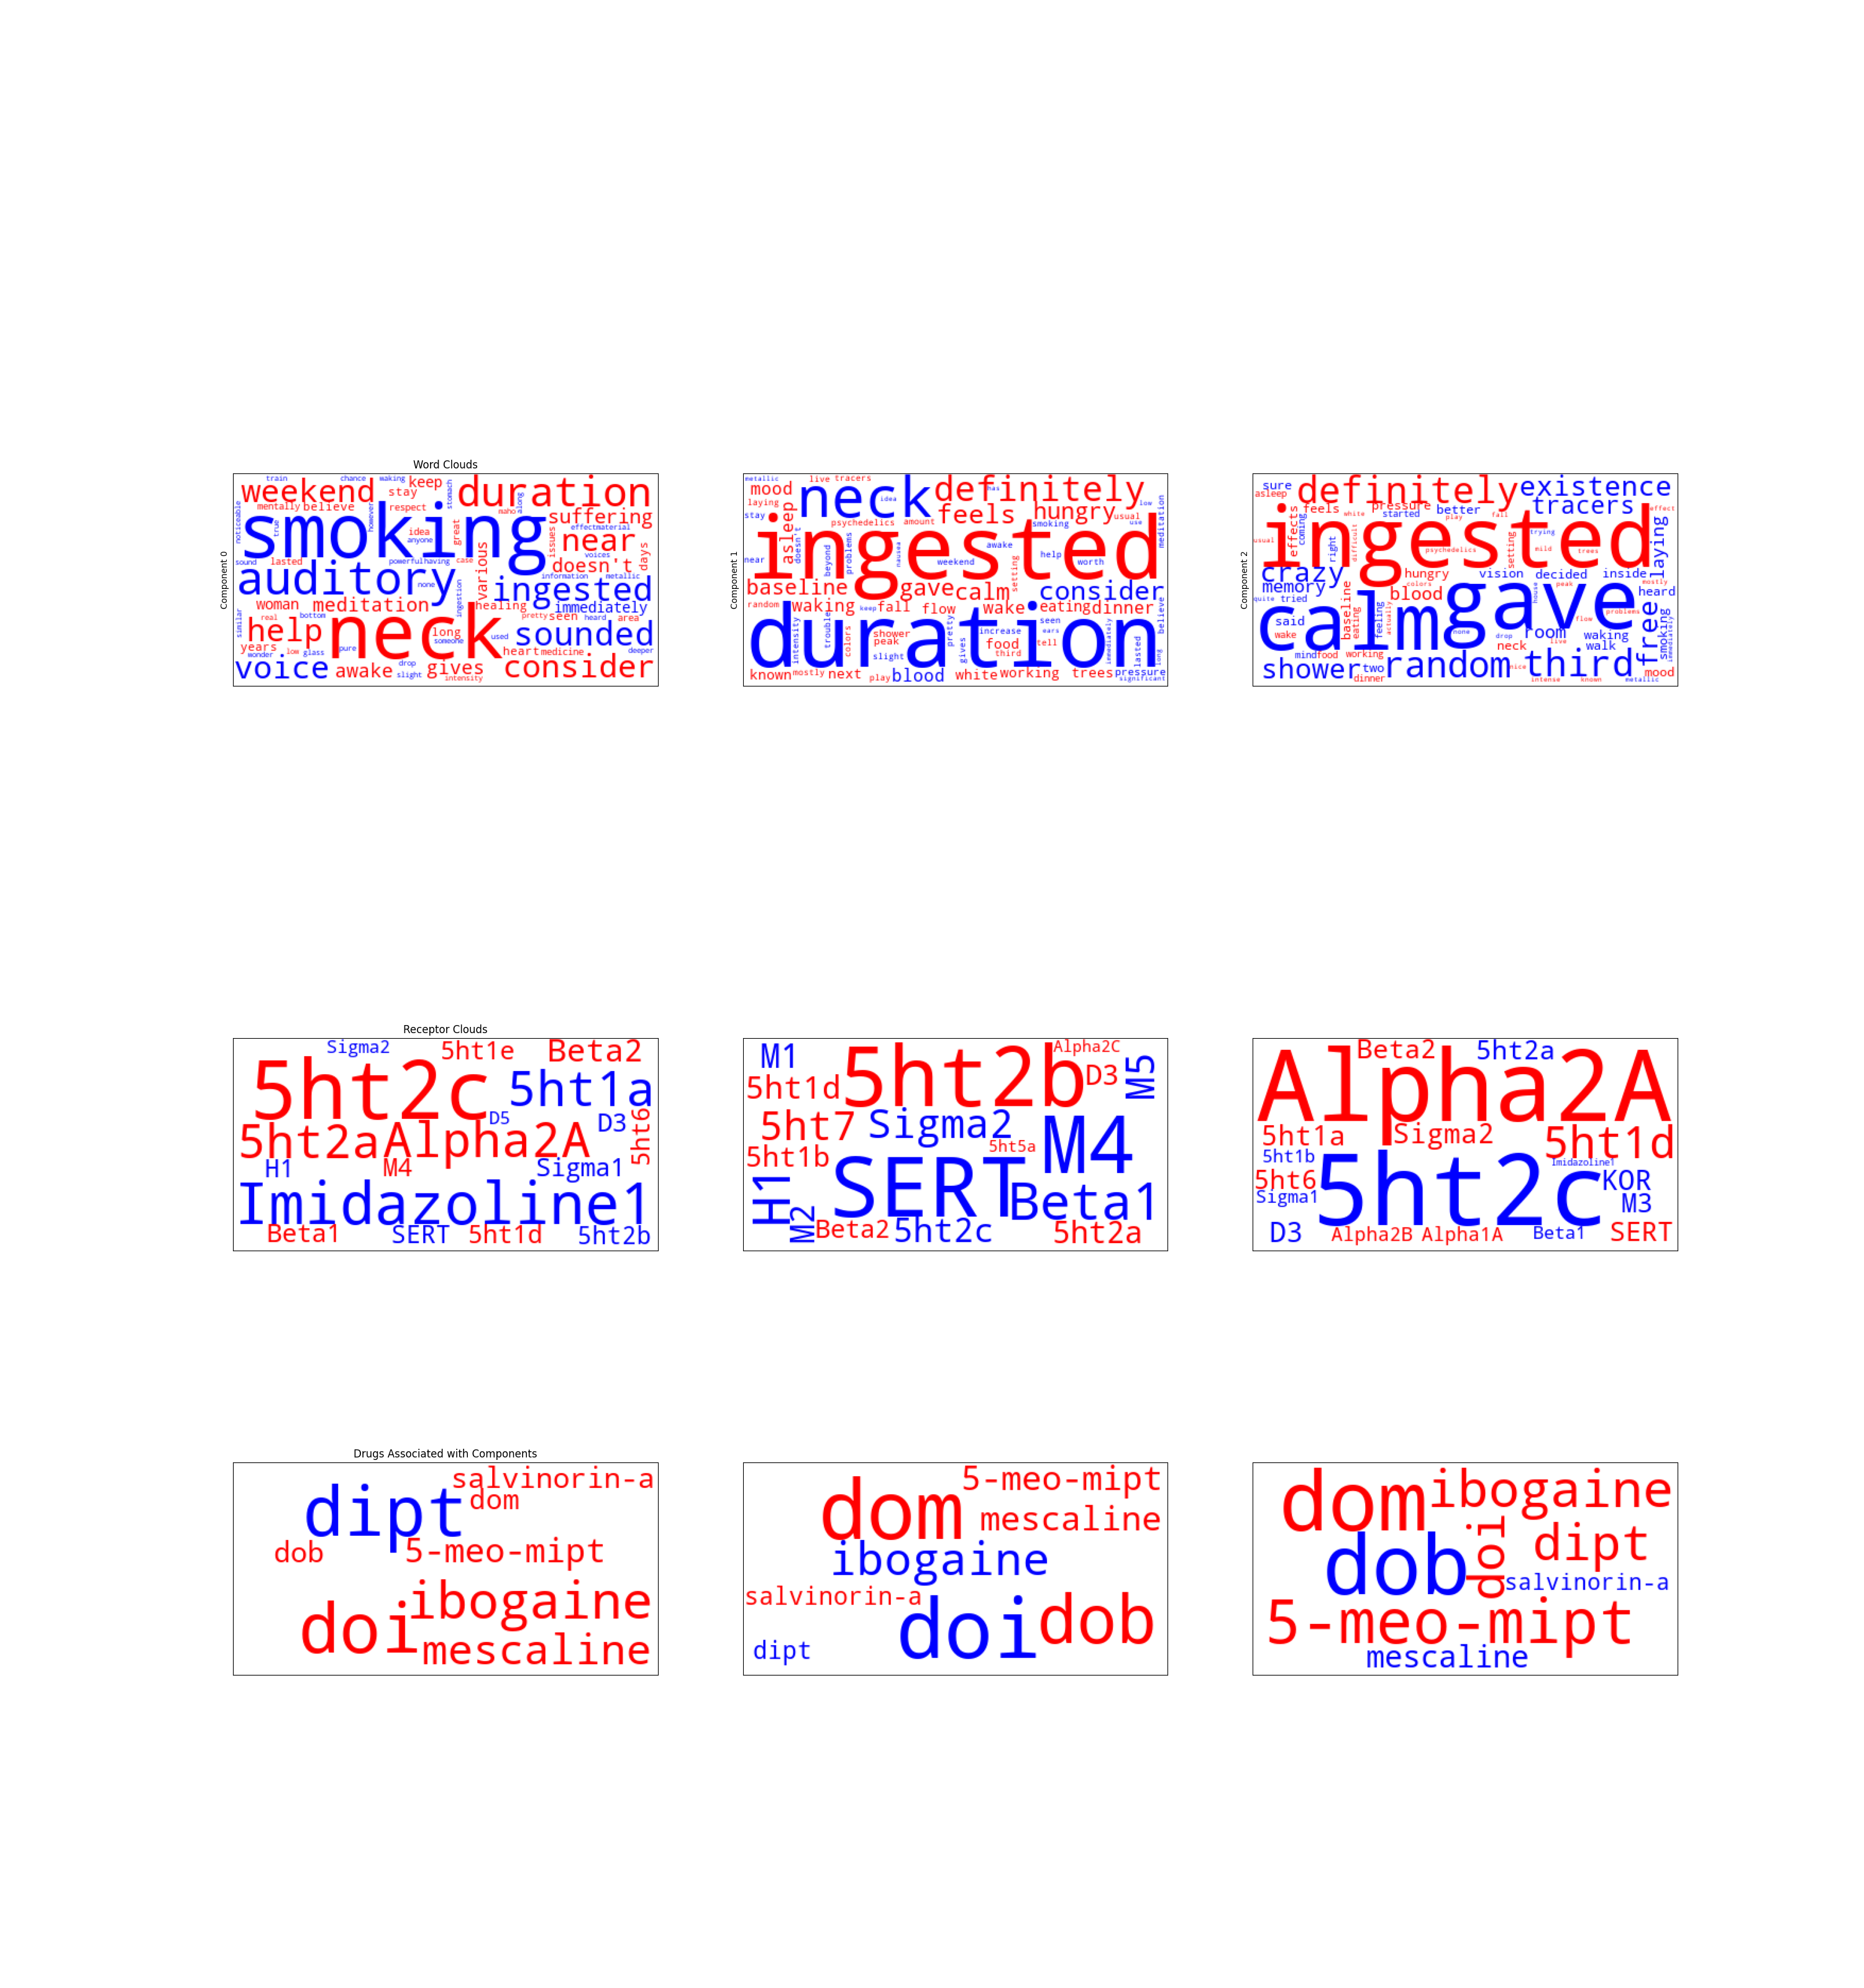 Word Clouds
Component 0
train chance waking keep
weekend stay duration
mentally believe respect maho along
noticeable true however stomach
smoking idea anyone great suffering
effect material issues near
sound lasted powerful having case voices doesn't days
auditory none various information metallic
ingestion ingested
woman meditation healing immediately
similar real pretty seen heard area
help neck long someone used sounded
years wonder low glass bottom pure heart medicine deeper
voice awake drop slight gives intensity consider
Component 1
metallic live tracers
mood neck definitely has
laying idea feels hungry usual use
stay asleep doesn't psychedelics amount smoking meditation
ingested awake
near beyond problems nausea weekend help worth
baseline gave calm setting consider
random waking keep fall flow wake eating dinner believe
intensity trouble colors shower peak pretty increase seen ears
duration slight gives food third tell immediately lasted long
known mostly next play blood white working trees pressure significant
Component 2
sure definitely existence
asleep feels pressure better tracers effect
effects coming white started play fall laying
ingested trying
usual right difficult psychedelics setting mild trees
crazy hungry vision decided inside mostly
memory baseline colors blood house peak heard
quite tried eating feeling actually gave problems free smoking immediately
said calm none flow
wake drop room waking
mind food working neck live walk
shower two random nice third mood
dinner intense known metallic
Receptor Clouds
Sigma2 5ht1e Beta2
5ht2c 5ht1a
D5 D3 5ht6
5ht2a Alpha2A
H1 M4 Sigma1
Imidazoline1
Beta1 SERT 5ht1d 5ht2b
M1 5ht2b Alpha2C
5ht1d D3 M5
5ht7 Sigma2 M4
5ht1b 5ht5a
H1 SERT Beta1
M2 Beta2 5ht2c 5ht2a
Beta2 5ht2a
Alpha2A
5ht1a Sigma2 5ht1d
5ht1b Imidazoline1
5ht6 5ht2c KOR
Sigma1 M3
D3 Alpha2B Alpha1A Beta1 SERT
Drugs Associated with Components
salvinorin-a
dipt dom
dob 5-meo-mipt
doi ibogaine
mescaline
5-meo-mipt
dom mescaline
ibogaine
salvinorin-a
doi dob
dipt
dom ibogaine
dob doi dipt
salvinorin-a
5-meo-mipt
mescaline